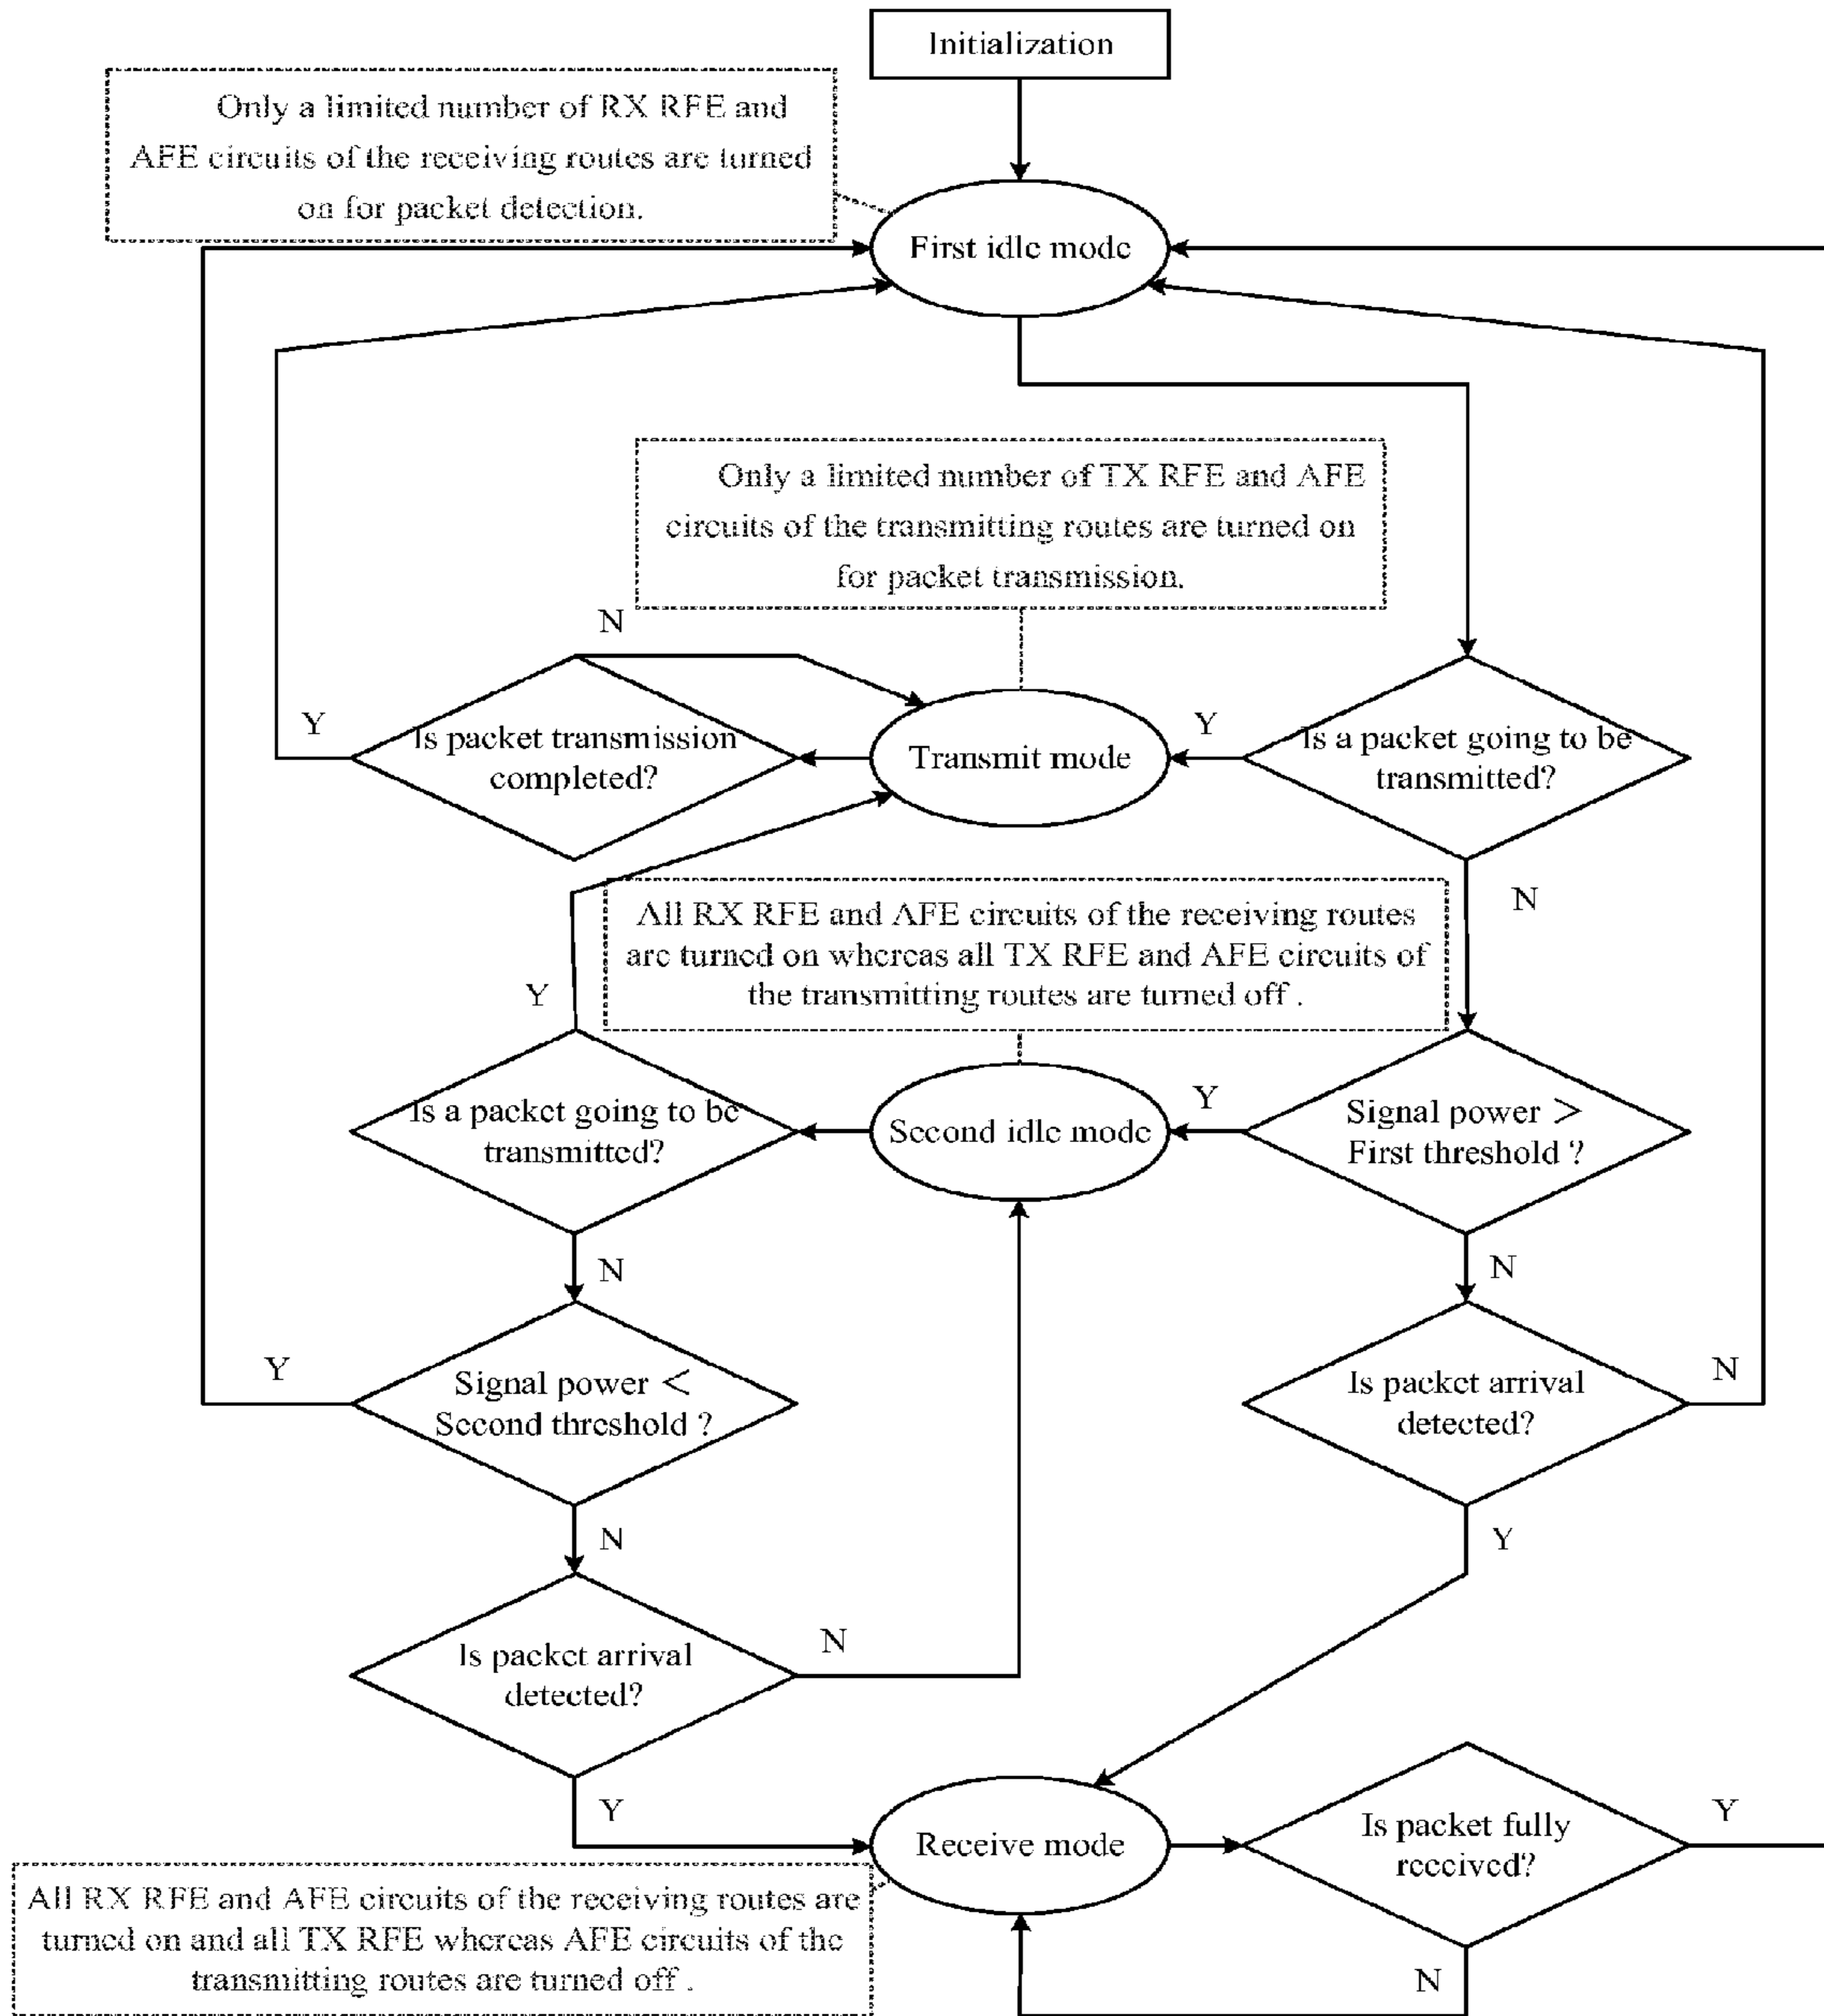 Initialization
Only a limited number of RX RFE and
AFE circuits of the receiving routes are turned
on for packet detection.
First idle mode
Only a limited number of TX RFE and AFE
circuits of the transmitting routes are turned on
for packet transmission.
N
Y
Is packet transmission
completed?
Transmit mode
Y
Is a packet going to be
transmitted?
N
All RX RFE and AFE circuits of the receiving routes
are turned on whereas all TX RFE and AFE circuits of
the transmitting routes are turned off .
Y
Is a packet going to be
transmitted?
Second idle mode
Y
Signal power >
First threshold ?
N
N
Y
Signal power <
Second threshold ?
Is packet arrival
detected?
N
N
Y
Is packet arrival
detected?
N
Y
Receive mode
Is packet fully
received?
Y
All RX RFE and AFE circuits of the receiving routes are
turned on and all TX RFE whereas AFE circuits of the
transmitting routes are turned off .
N